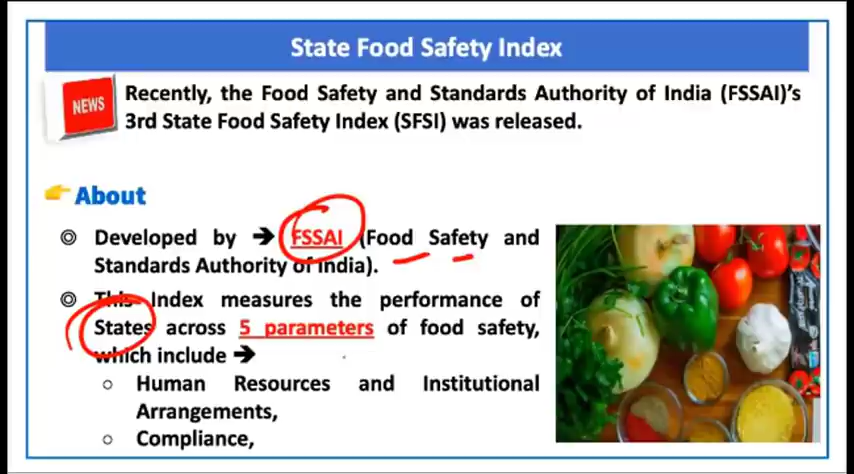 State Food Safety Index
NEWS
Recently, the Food Safety and Standards Authority of India (FSSAI)'s
3rd State Food Safety Index (SFSI) was released.
About
Developed by ➔ FSSAI (Food Safety and
Standards Authority of India).
This Index measures the performance of
States across 5 parameters of food safety,
which include ➔
Human Resources and Institutional
Arrangements,
Compliance,